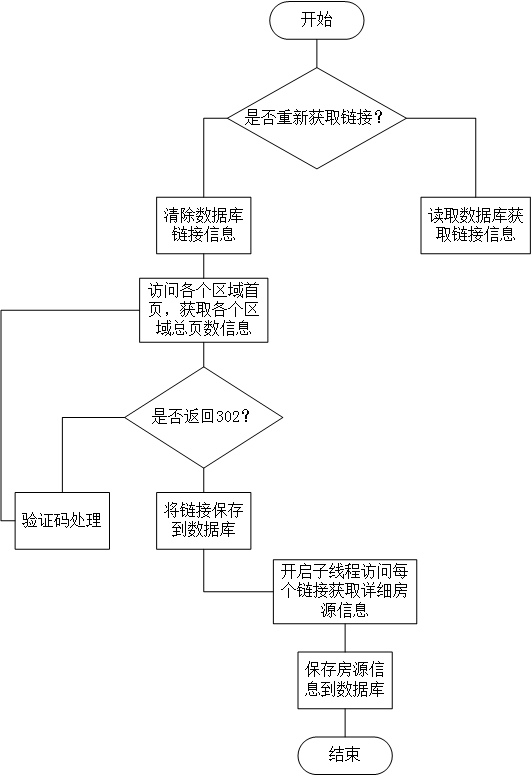 开始
是否重新获取链接？
清除数据库
链接信息
读取数据库获
取链接信息
访问各个区域首
页，获取各个区
域总页数信息
是否返回302？
验证码处理
将链接保存
到数据库
开启子线程访问每
个链接获取详细房
源信息
保存房源信
息到数据库
结束